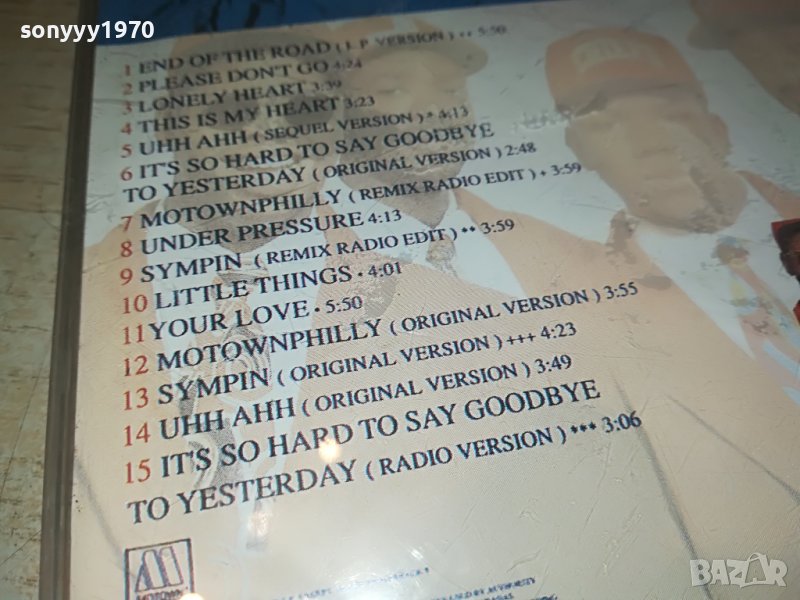 sonyyy1970
1 END OF THE ROAD ( L P VERSION ) ** 5:50
2 PLEASE DON'T GO 4:24
3 LONELY HEART 3:39
4 THIS IS MY HEART 3:23
5 UHH AHH ( SEQUEL VERSION ) * 4:13
6 IT'S SO HARD TO SAY GOODBYE
TO YESTERDAY ( ORIGINAL VERSION ) 2:48
7 MOTOWNPHILLY ( REMIX RADIO EDIT ) + 3:59
8 UNDER PRESSURE 4:13
9 SYMPIN ( REMIX RADIO EDIT ) ** 3:59
10 LITTLE THINGS • 4:01
11 YOUR LOVE • 5:50
12 MOTOWNPHILLY ( ORIGINAL VERSION ) 3:55
13 SYMPIN ( ORIGINAL VERSION ) +++ 4:23
14 UHH AHH ( ORIGINAL VERSION ) 3:49
15 IT'S SO HARD TO SAY GOODBYE
TO YESTERDAY ( RADIO VERSION ) *** 3:06
MOTOWN
BAZAR